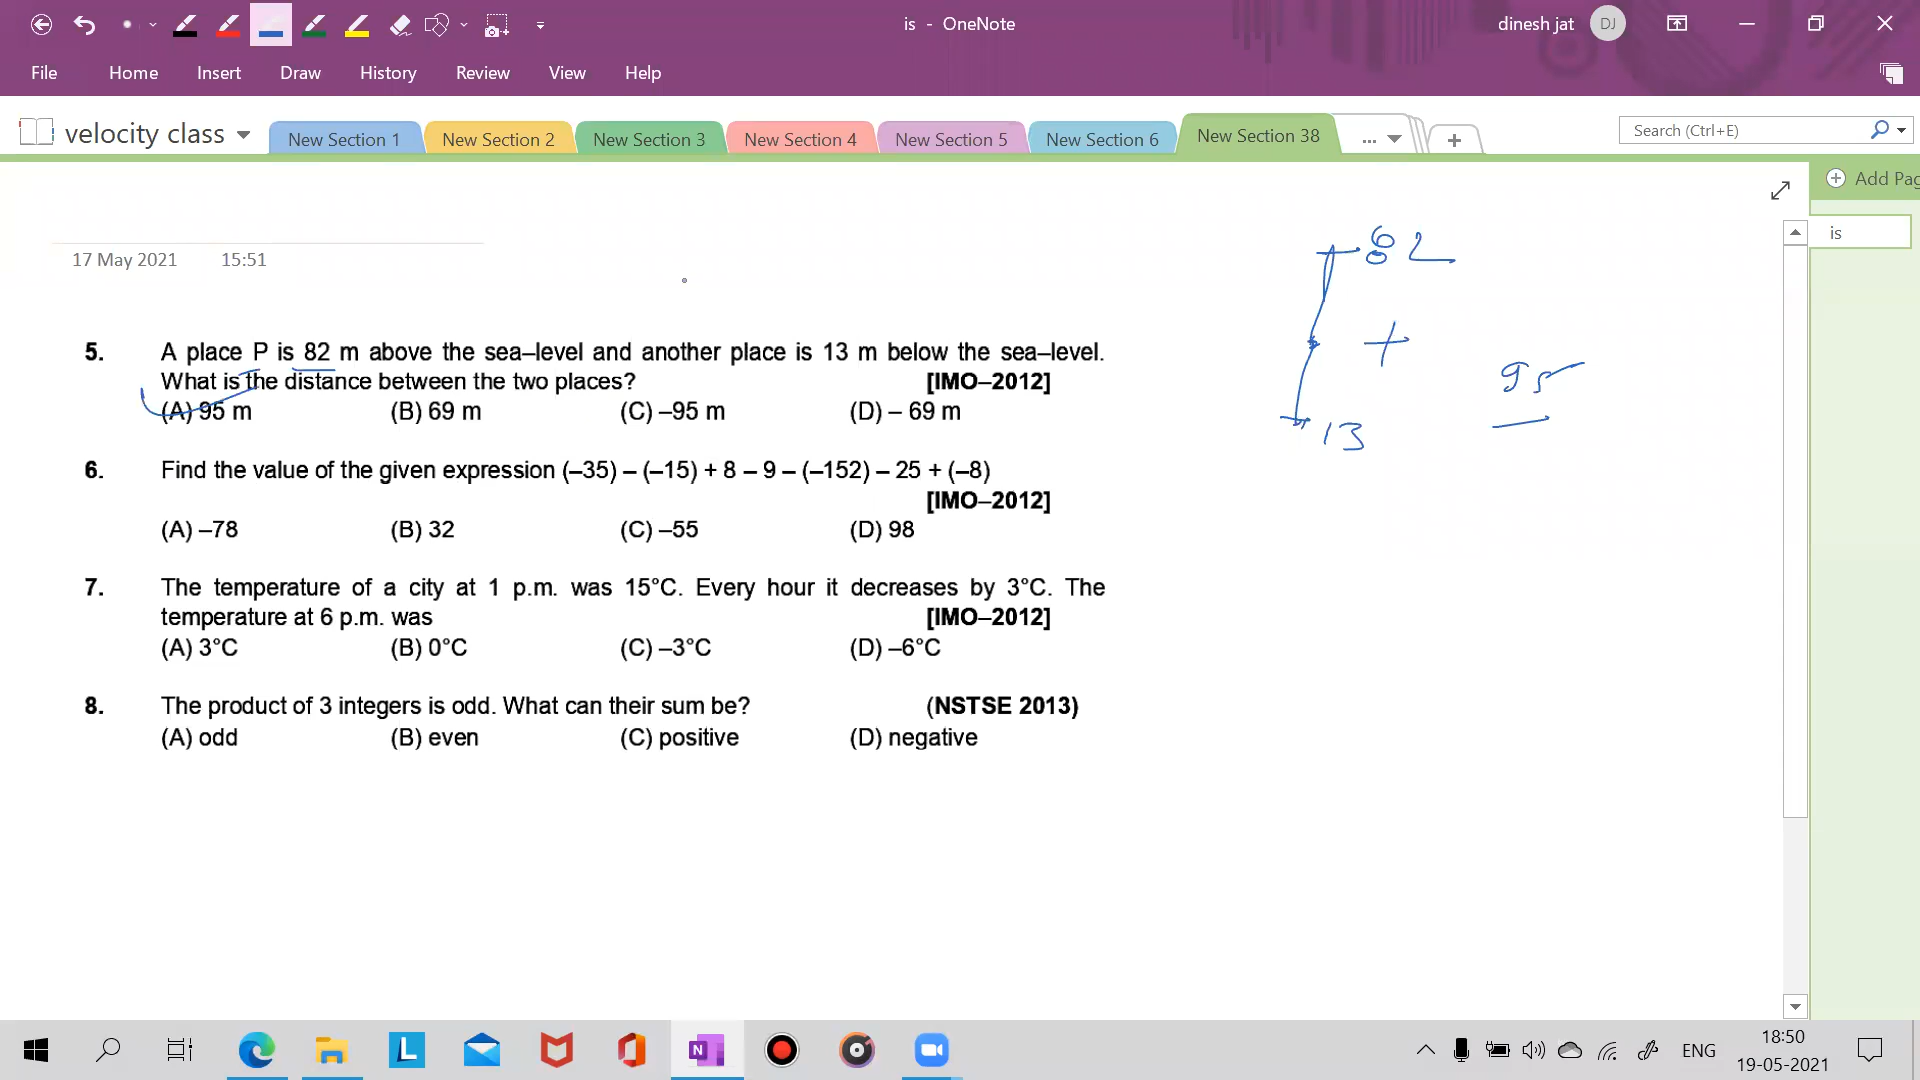 is - OneNote
dinesh jat
DJ
File
Home
Insert
Draw
History
Review
View
Help
velocity class
New Section 1
New Section 2
New Section 3
New Section 4
New Section 5
New Section 6
New Section 38
...
Search (Ctrl+E)
Add Pag
is
17 May 2021 15:51
82
+
95
13
5. A place P is 82 m above the sea–level and another place is 13 m below the sea–level.
What is the distance between the two places? [IMO–2012]
(A) 95 m (B) 69 m (C) –95 m (D) – 69 m
6. Find the value of the given expression (–35) – (–15) + 8 – 9 – (–152) – 25 + (–8)
[IMO–2012]
(A) –78 (B) 32 (C) –55 (D) 98
7. The temperature of a city at 1 p.m. was 15°C. Every hour it decreases by 3°C. The
temperature at 6 p.m. was [IMO–2012]
(A) 3°C (B) 0°C (C) –3°C (D) –6°C
8. The product of 3 integers is odd. What can their sum be? (NSTSE 2013)
(A) odd (B) even (C) positive (D) negative
L
N
ENG
18:50
19-05-2021